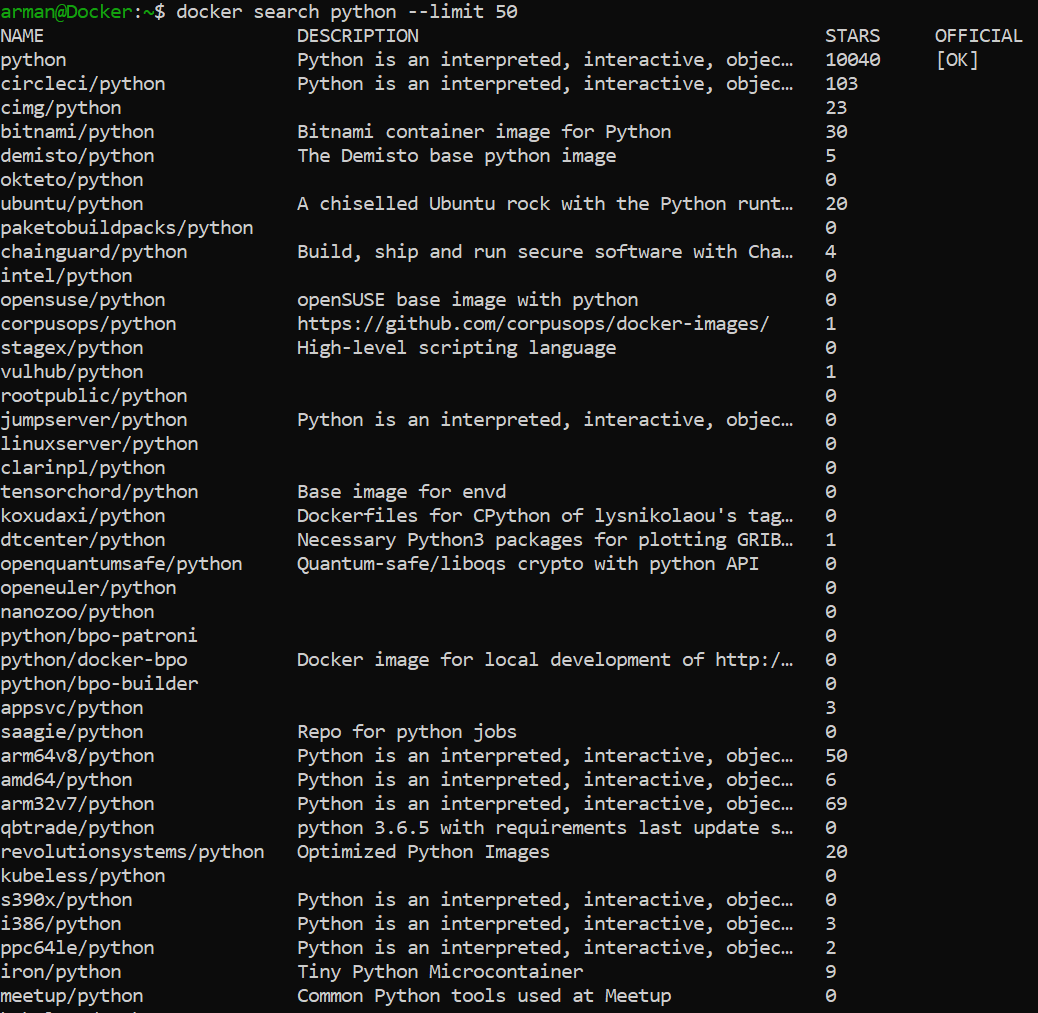 arman@Docker:~$ docker search python --limit 50
NAME DESCRIPTION STARS OFFICIAL
python Python is an interpreted, interactive, objec… 10040 [OK]
circleci/python Python is an interpreted, interactive, objec… 103
cimg/python 23
bitnami/python Bitnami container image for Python 30
demisto/python The Demisto base python image 5
okteto/python 0
ubuntu/python A chiselled Ubuntu rock with the Python runt… 20
paketobuildpacks/python 0
chainguard/python Build, ship and run secure software with Cha… 4
intel/python 0
opensuse/python openSUSE base image with python 0
corpusops/python https://github.com/corpusops/docker-images/ 1
stagex/python High-level scripting language 0
vulhub/python 1
rootpublic/python 0
jumpserver/python Python is an interpreted, interactive, objec… 0
linuxserver/python 0
clarinpl/python 0
tensorchord/python Base image for envd 0
koxudaxi/python Dockerfiles for CPython of lysnikolaou's tag… 0
dtcenter/python Necessary Python3 packages for plotting GRIB… 1
openquantumsafe/python Quantum-safe/liboqs crypto with python API 0
openeuler/python 0
nanozoo/python 0
python/bpo-patroni 0
python/docker-bpo Docker image for local development of http:/… 0
python/bpo-builder 0
appsvc/python 3
saagie/python Repo for python jobs 0
arm64v8/python Python is an interpreted, interactive, objec… 50
amd64/python Python is an interpreted, interactive, objec… 6
arm32v7/python Python is an interpreted, interactive, objec… 69
qbtrade/python python 3.6.5 with requirements last update s… 0
revolutionsystems/python Optimized Python Images 20
kubeless/python 0
s390x/python Python is an interpreted, interactive, objec… 0
i386/python Python is an interpreted, interactive, objec… 3
ppc64le/python Python is an interpreted, interactive, objec… 2
iron/python Tiny Python Microcontainer 9
meetup/python Common Python tools used at Meetup 0